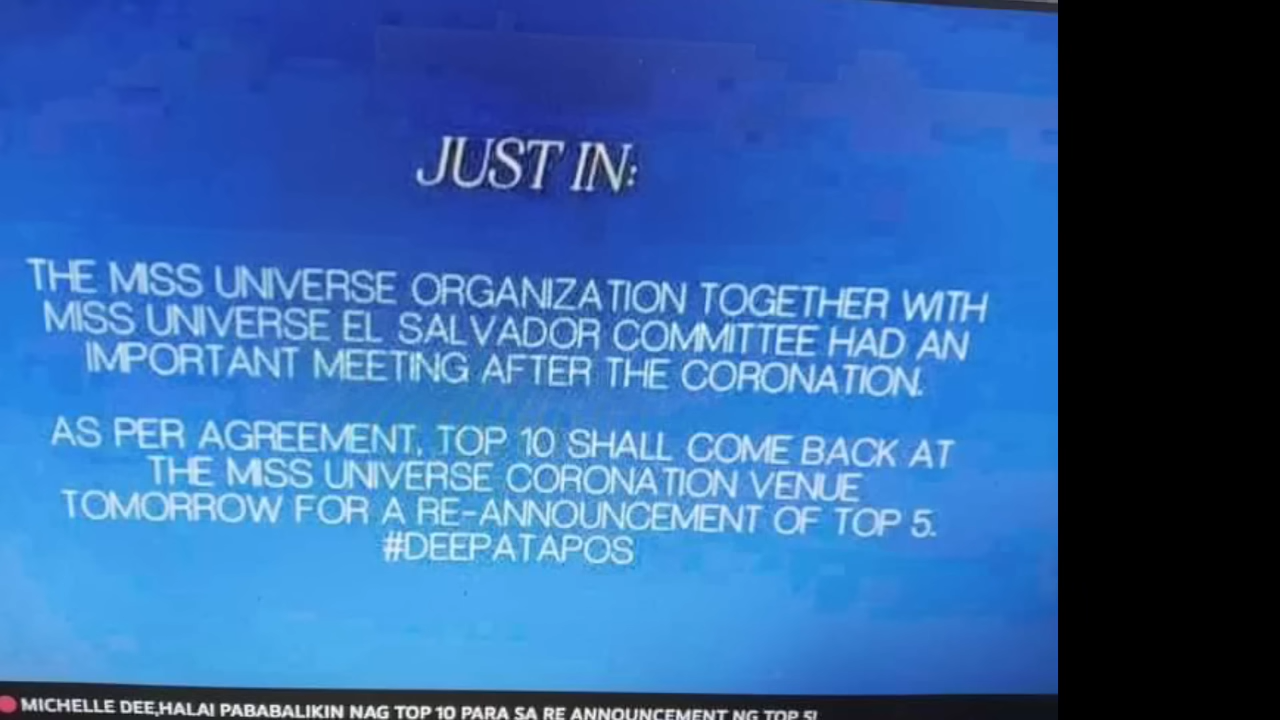 JUST IN:
THE MISS UNIVERSE ORGANIZATION TOGETHER WITH
MISS UNIVERSE EL SALVADOR COMMITTEE HAD AN
IMPORTANT MEETING AFTER THE CORONATION.
AS PER AGREEMENT, TOP 10 SHALL COME BACK AT
THE MISS UNIVERSE CORONATION VENUE
TOMORROW FOR A RE-ANNOUNCEMENT OF TOP 5.
#DEEPATAPOS
MICHELLE DEE,HALA! PABABALIKIN NAG TOP 10 PARA SA RE ANNOUNCEMENT NG TOP 5!